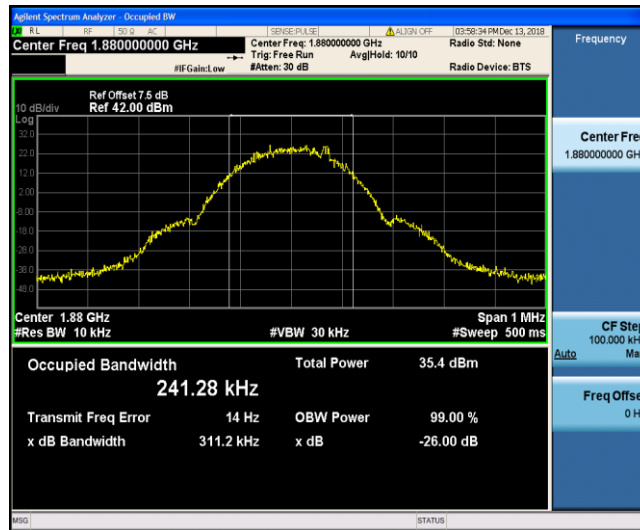 Agilent Spectrum Analyzer - Occupied BW
RL RF 50 Ω AC SENSE:PULSE ALIGN OFF 03:58:34 PM Dec 13, 2018
Center Freq 1.880000000 GHz
Center Freq: 1.880000000 GHz
Radio Std: None
Trig: Free Run Avg|Hold: 10/10
#IFGain:Low #Atten: 30 dB Radio Device: BTS
Ref Offset 7.5 dB
10 dB/div Ref 42.00 dBm
Log
32.0
22.0
12.0
2.00
-8.00
-18.0
-28.0
-38.0
-48.0
Center 1.88 GHz Span 1 MHz
#Res BW 10 kHz #VBW 30 kHz #Sweep 500 ms
Occupied Bandwidth Total Power 35.4 dBm
241.28 kHz
Transmit Freq Error 14 Hz OBW Power 99.00 %
x dB Bandwidth 311.2 kHz x dB -26.00 dB
MSG STATUS
Frequency
Center Fre
1.880000000 GH
CF Step
100.000 kH
Auto Ma
Freq Offse
0 H